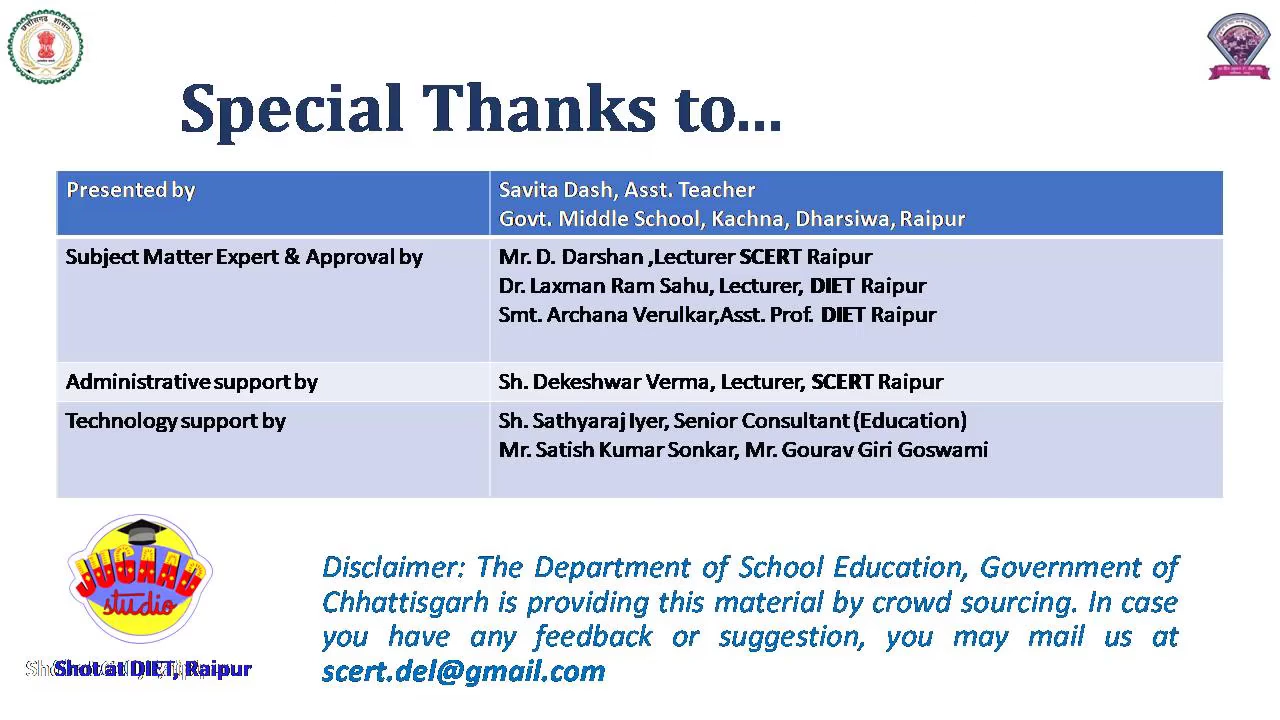 छत्तीसगढ़ शासन
Special Thanks to...
Presented by
Savita Dash, Asst. Teacher
Govt. Middle School, Kachna, Dharsiwa, Raipur
Subject Matter Expert & Approval by
Mr. D. Darshan ,Lecturer SCERT Raipur
Dr. Laxman Ram Sahu, Lecturer, DIET Raipur
Smt. Archana Verulkar,Asst. Prof. DIET Raipur
Administrative support by
Sh. Dekeshwar Verma, Lecturer, SCERT Raipur
Technology support by
Sh. Sathyaraj Iyer, Senior Consultant (Education)
Mr. Satish Kumar Sonkar, Mr. Gourav Giri Goswami
JUGAAD
studio
Shot at DIET, Raipur
Disclaimer: The Department of School Education, Government of
Chhattisgarh is providing this material by crowd sourcing. In case
you have any feedback or suggestion, you may mail us at
scert.del@gmail.com